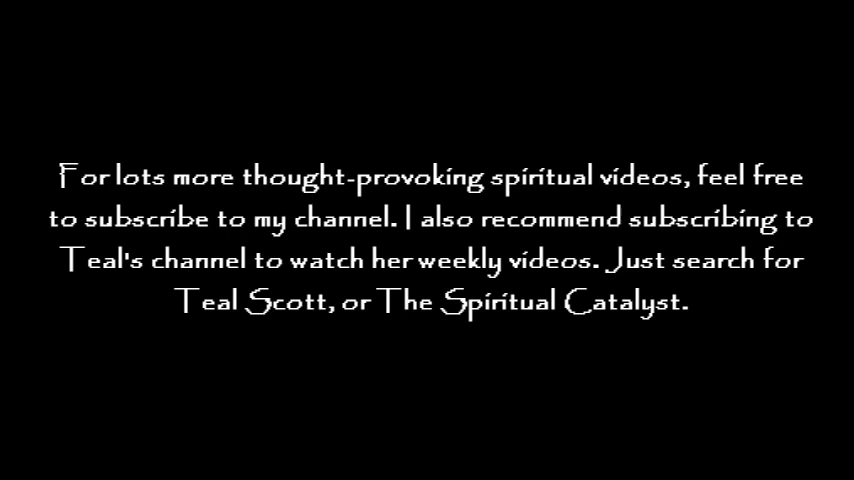 For lots more thought-provoking spiritual videos, feel free
to subscribe to my channel. I also recommend subscribing to
Teal's channel to watch her weekly videos. Just search for
Teal Scott, or The Spiritual Catalyst.